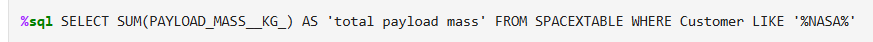 %sql SELECT SUM(PAYLOAD_MASS__KG_) AS 'total payload mass' FROM SPACEXTABLE WHERE Customer LIKE '%NASA%'